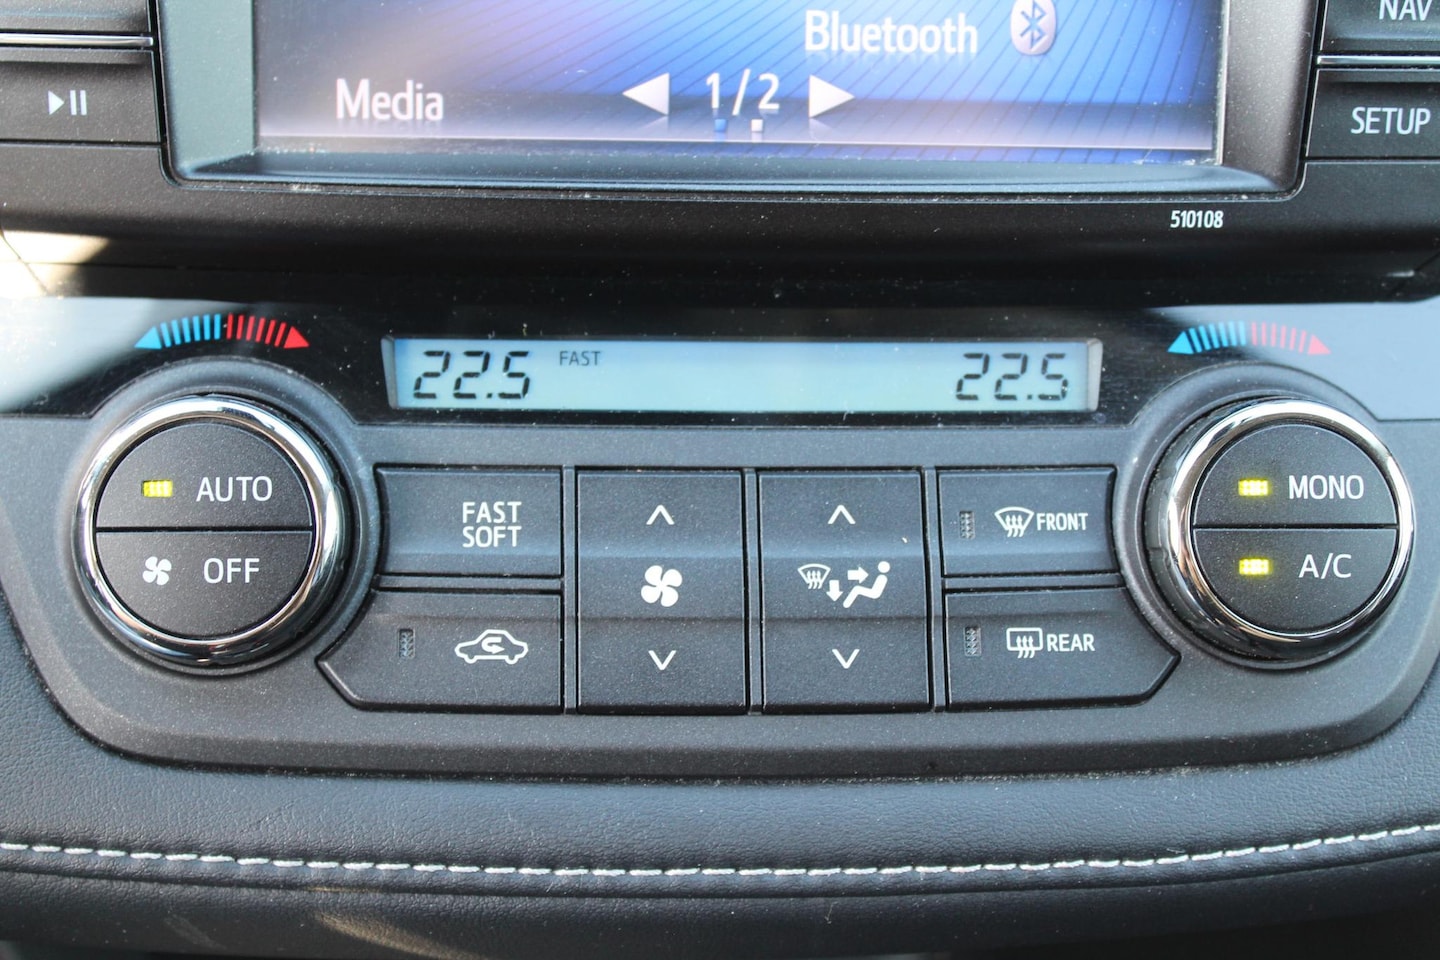 Bluetooth
NAV
Media
1/2
SETUP
510108
22.5 FAST 22.5
AUTO
OFF
FAST
SOFT
FRONT
REAR
MONO
A/C